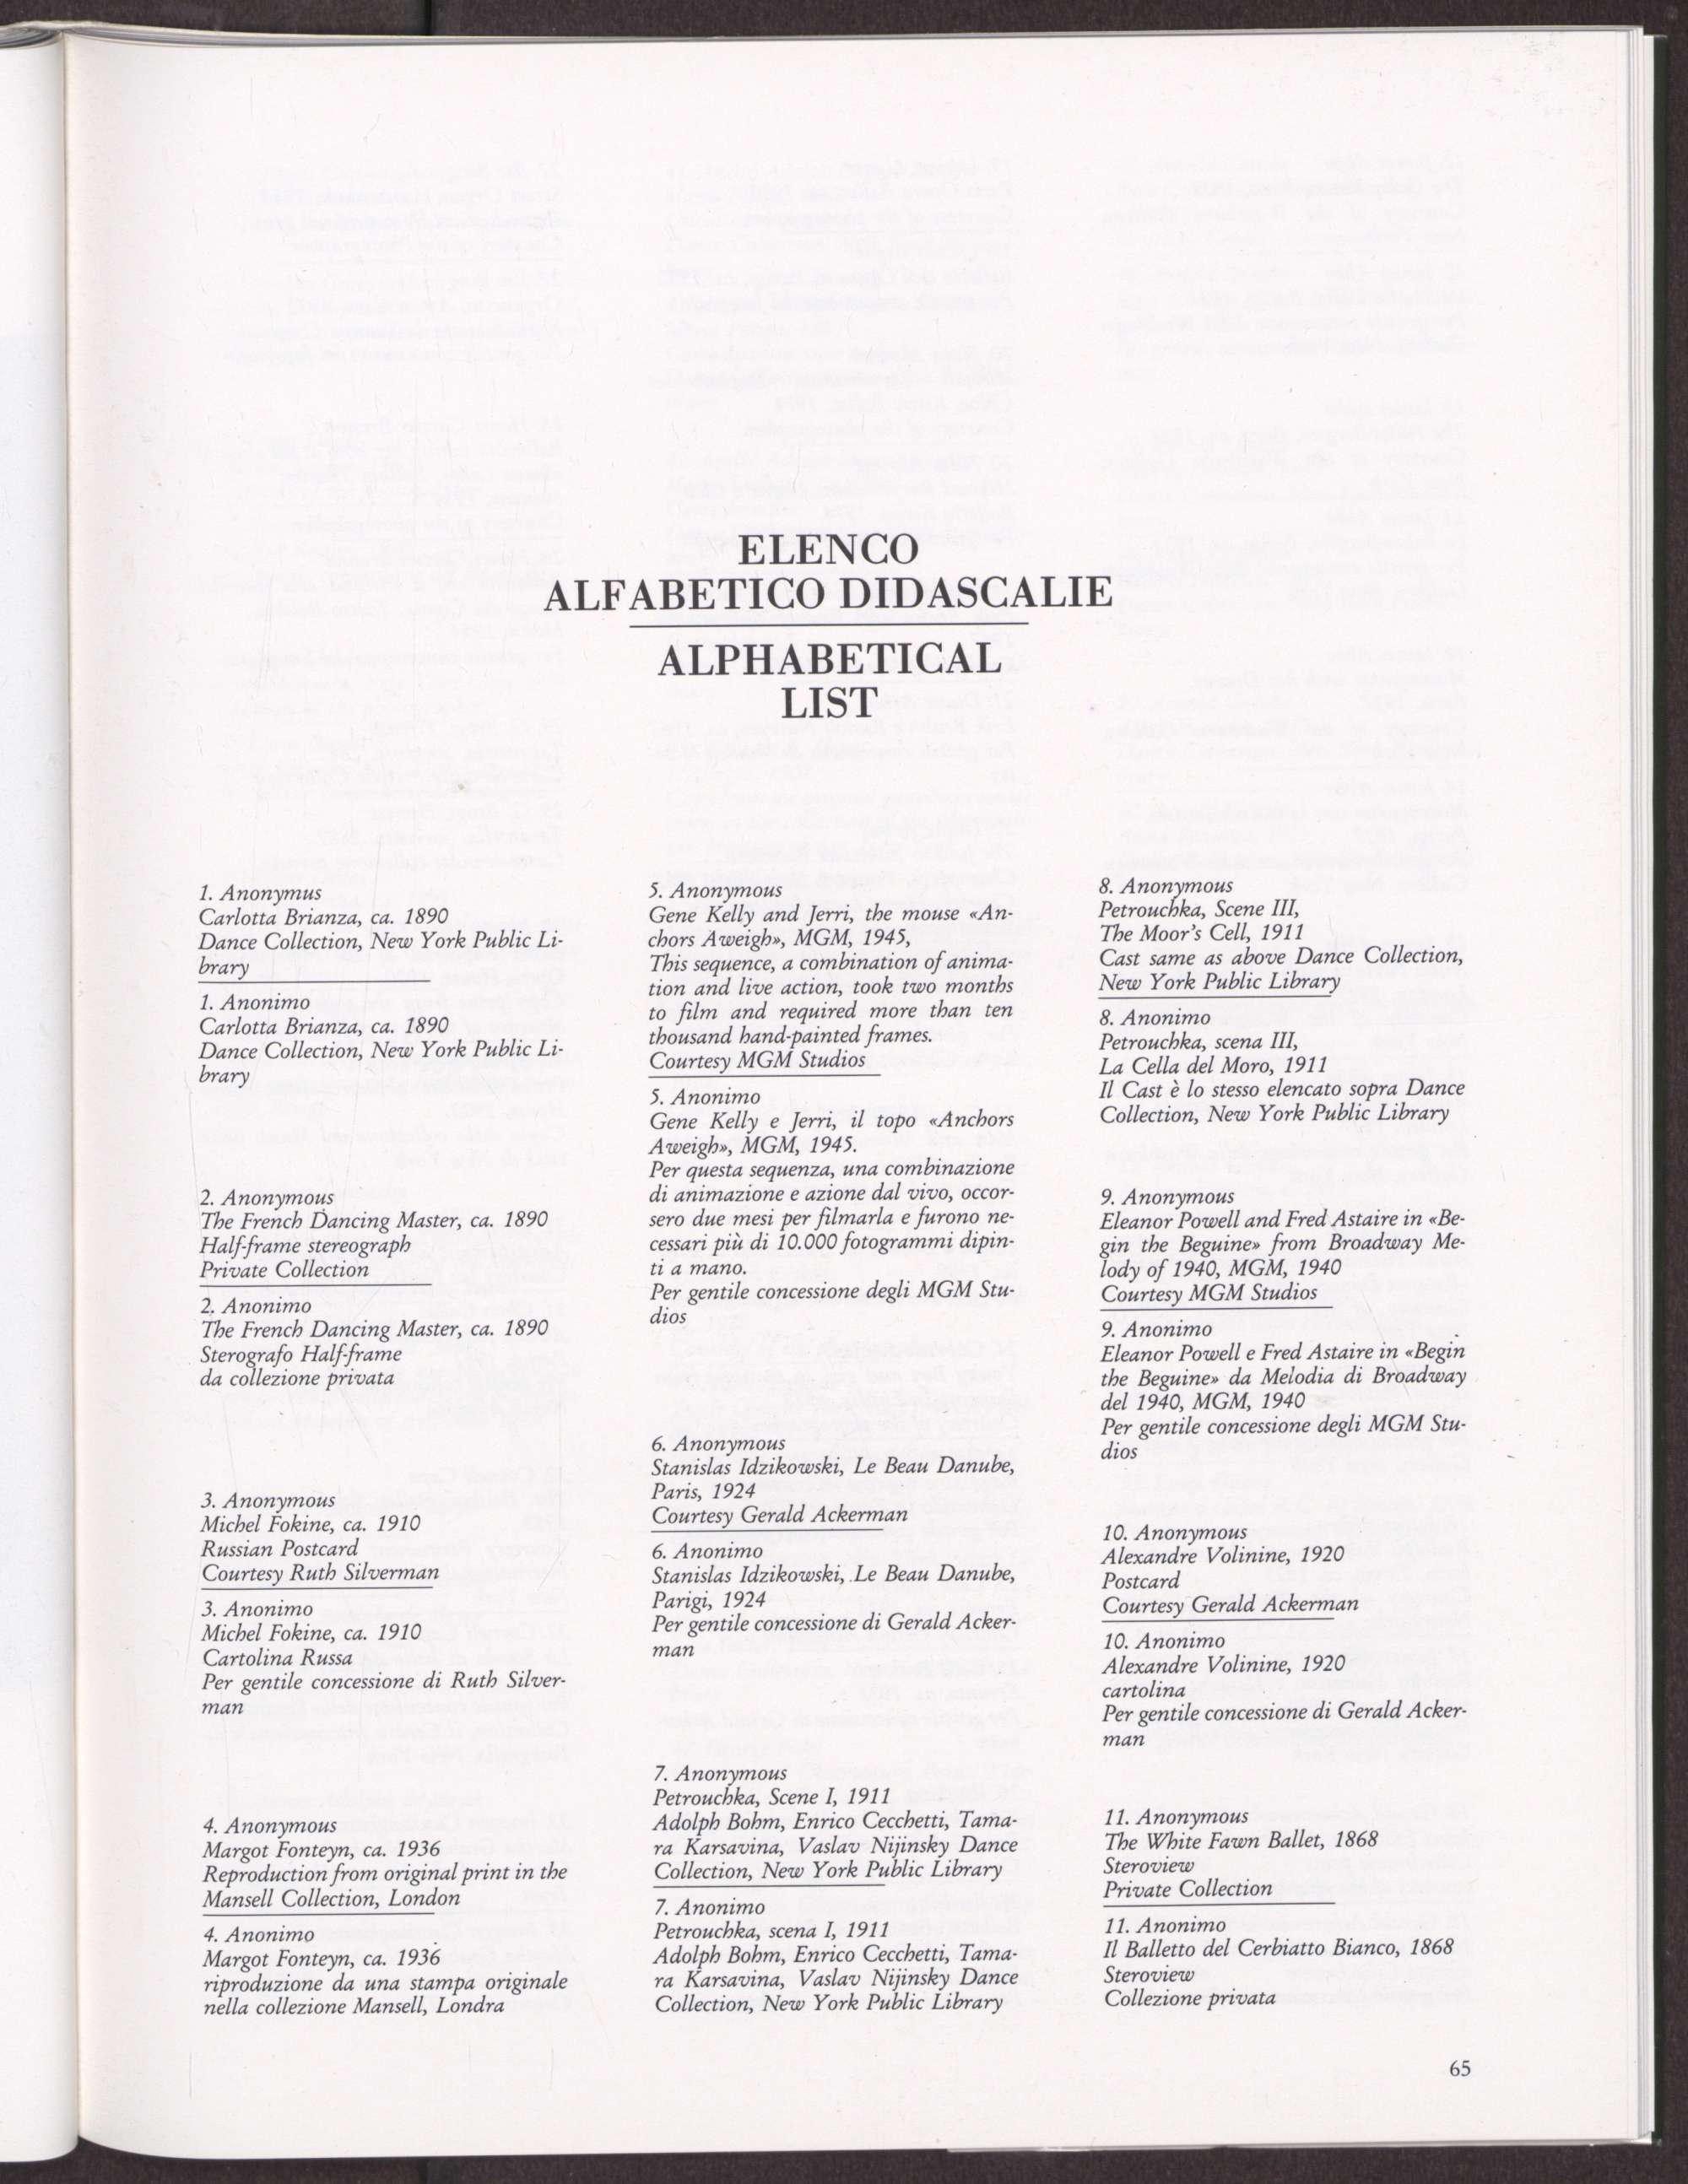 ELENCO
ALFABETICO DIDASCALIE
ALPHABETICAL
LIST
1. Anonymus
Carlotta Brianza, ca. 1890
Dance Collection, New York Public Li-
brary
1. Anonimo
Carlotta Brianza, ca. 1890
Dance Collection, New York Public Li-
brary
2. Anonymous
The French Dancing Master, ca. 1890
Half-frame stereograph
Private Collection
2. Anonimo
The French Dancing Master, ca. 1890
Sterografo Half-frame
da collezione privata
3. Anonymous
Michel Fokine, ca. 1910
Russian Postcard
Courtesy Ruth Silverman
3. Anonimo
Michel Fokine, ca. 1910
Cartolina Russa
Per gentile concessione di Ruth Silver-
man
4. Anonymous
Margot Fonteyn, ca. 1936
Reproduction from original print in the
Mansell Collection, London
4. Anonimo
Margot Fonteyn, ca. 1936
riproduzione da una stampa originale
nella collezione Mansell, Londra
5. Anonymous
Gene Kelly and Jerri, the mouse «An-
chors Aweigh», MGM, 1945,
This sequence, a combination of anima-
tion and live action, took two months
to film and required more than ten
thousand hand-painted frames.
Courtesy MGM Studios
5. Anonimo
Gene Kelly e Jerri, il topo «Anchors
Aweigh», MGM, 1945.
Per questa sequenza, una combinazione
di animazione e azione dal vivo, occor-
sero due mesi per filmarla e furono ne-
cessari più di 10.000 fotogrammi dipin-
ti a mano.
Per gentile concessione degli MGM Stu-
dios
6. Anonymous
Stanislas Idzikowski, Le Beau Danube,
Paris, 1924
Courtesy Gerald Ackerman
6. Anonimo
Stanislas Idzikowski, Le Beau Danube,
Parigi, 1924
Per gentile concessione di Gerald Acker-
man
7. Anonymous
Petrouchka, Scene I, 1911
Adolph Bohm, Enrico Cecchetti, Tama-
ra Karsavina, Vaslav Nijinsky Dance
Collection, New York Public Library
7. Anonimo
Petrouchka, scena I, 1911
Adolph Bohm, Enrico Cecchetti, Tama-
ra Karsavina, Vaslav Nijinsky Dance
Collection, New York Public Library
8. Anonymous
Petrouchka, Scene III,
The Moor's Cell, 1911
Cast same as above Dance Collection,
New York Public Library
8. Anonimo
Petrouchka, scena III,
La Cella del Moro, 1911
Il Cast è lo stesso elencato sopra Dance
Collection, New York Public Library
9. Anonymous
Eleanor Powell and Fred Astaire in «Be-
gin the Beguine» from Broadway Me-
lody of 1940, MGM, 1940
Courtesy MGM Studios
9. Anonimo
Eleanor Powell e Fred Astaire in «Begin
the Beguine» da Melodia di Broadway
del 1940, MGM, 1940
Per gentile concessione degli MGM Stu-
dios
10. Anonymous
Alexandre Volinine, 1920
Postcard
Courtesy Gerald Ackerman
10. Anonimo
Alexandre Volinine, 1920
cartolina
Per gentile concessione di Gerald Acker-
man
11. Anonymous
The White Fawn Ballet, 1868
Steroview
Private Collection
11. Anonimo
Il Balletto del Cerbiatto Bianco, 1868
Steroview
Collezione privata
65